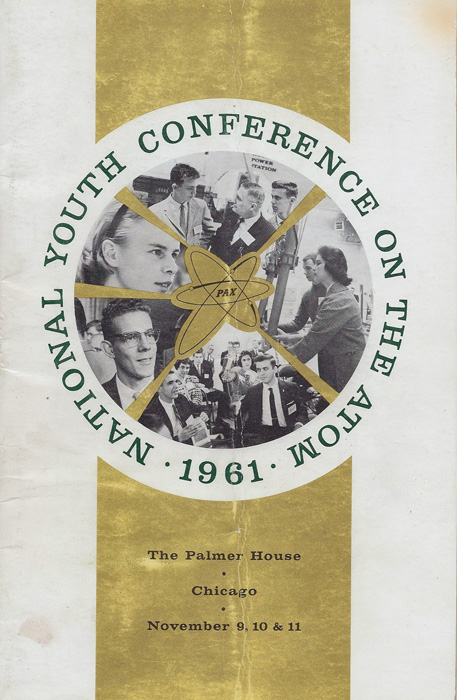 NATIONAL YOUTH CONFERENCE ON THE ATOM
· 1961 ·
POWER
STATION
PAX
The Palmer House
•
Chicago
•
November 9, 10 & 11